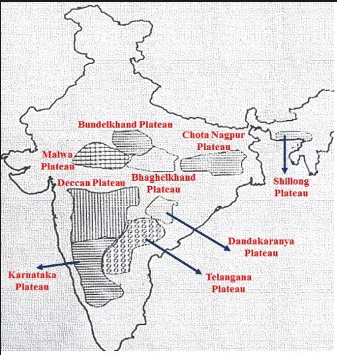 Bundelkhand Plateau
Chota Nagpur
Plateau
Malwa
Plateau
Bhaghelkhand
Plateau
Deccan Plateau
Shillong
Plateau
Dandakaranya
Plateau
Karnataka
Plateau
Telangana
Plateau